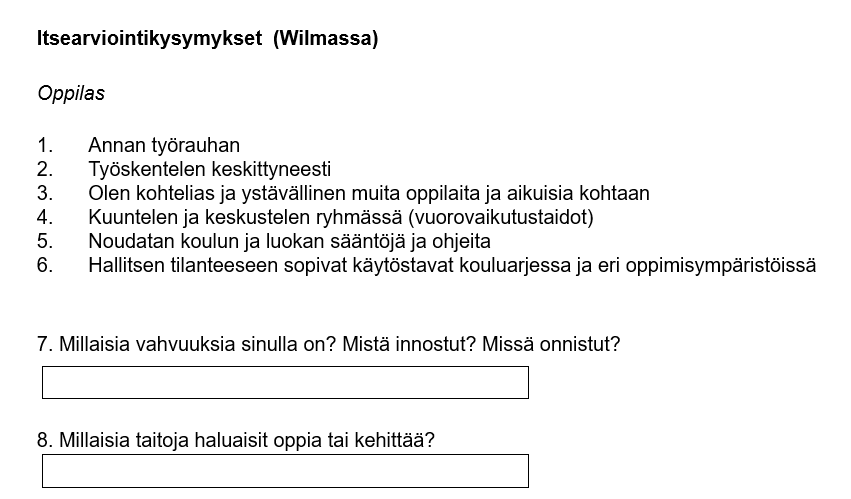 Itsearviointikysymykset  (Wilmassa)
Oppilas
1. Annan työrauhan
2. Työskentelen keskittyneesti
3. Olen kohtelias ja ystävällinen muita oppilaita ja aikuisia kohtaan
4. Kuuntelen ja keskustelen ryhmässä (vuorovaikutustaidot)
5. Noudatan koulun ja luokan sääntöjä ja ohjeita
6. Hallitsen tilanteeseen sopivat käytöstavat kouluarjessa ja eri oppimisympäristöissä
7. Millaisia vahvuuksia sinulla on? Mistä innostut? Missä onnistut?
8. Millaisia taitoja haluaisit oppia tai kehittää?